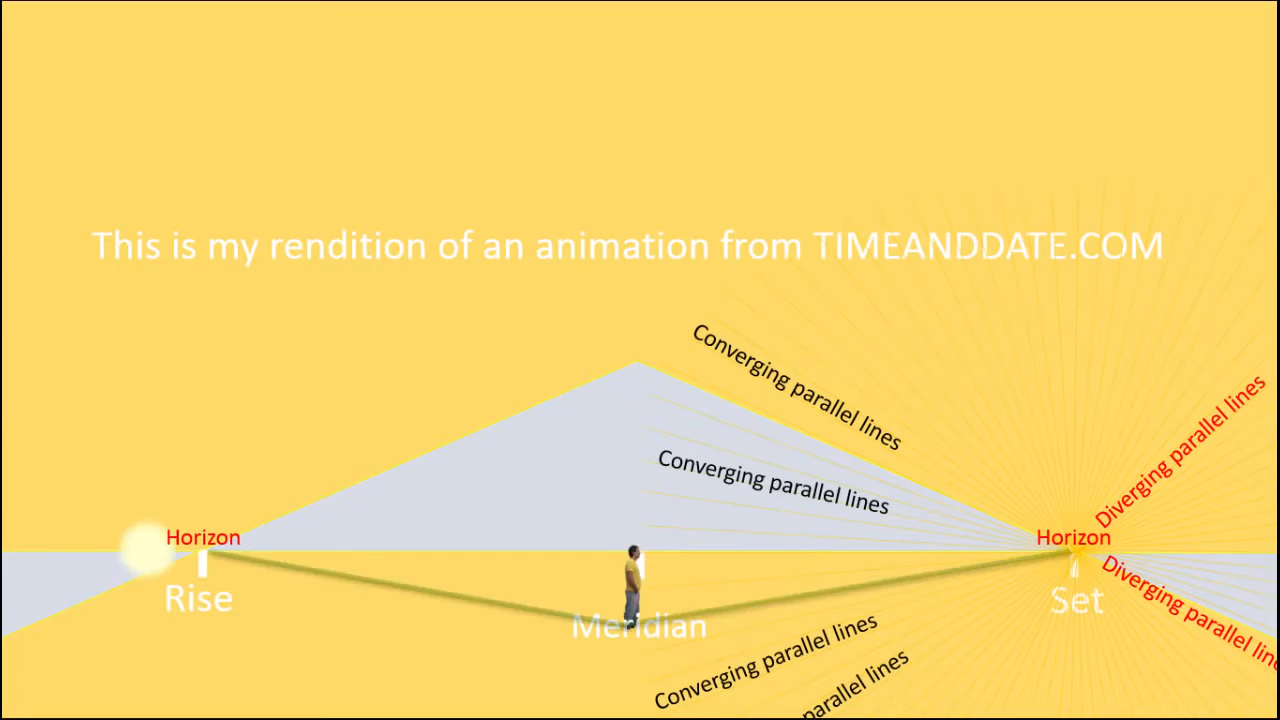 This is my rendition of an animation from TIMEANDDATE.COM
Converging parallel lines
Diverging parallel lines
Converging parallel lines
Horizon
Horizon
Rise
Set
Diverging parallel
Meridian
Converging parallel lines
parallel lines